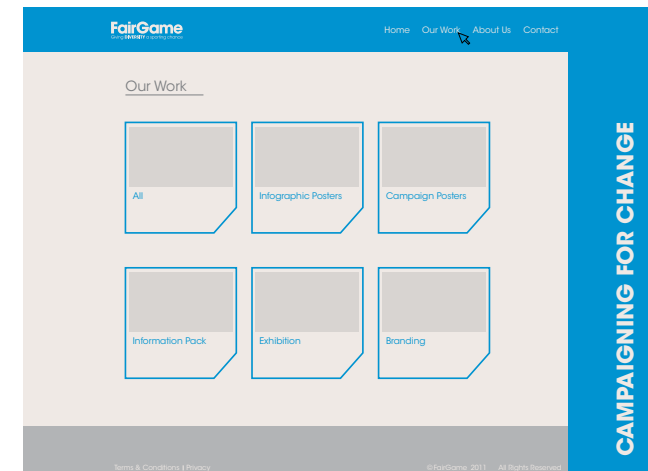 FairGame
Giving DIVERSITY a sporting chance
Home Our Work About Us Contact
Our Work
All Infographic Posters Campaign Posters
Information Pack Exhibition Branding
CAMPAIGNING FOR CHANGE
Terms & Conditions | Privacy ©FairGame 2011 All Rights Reserved